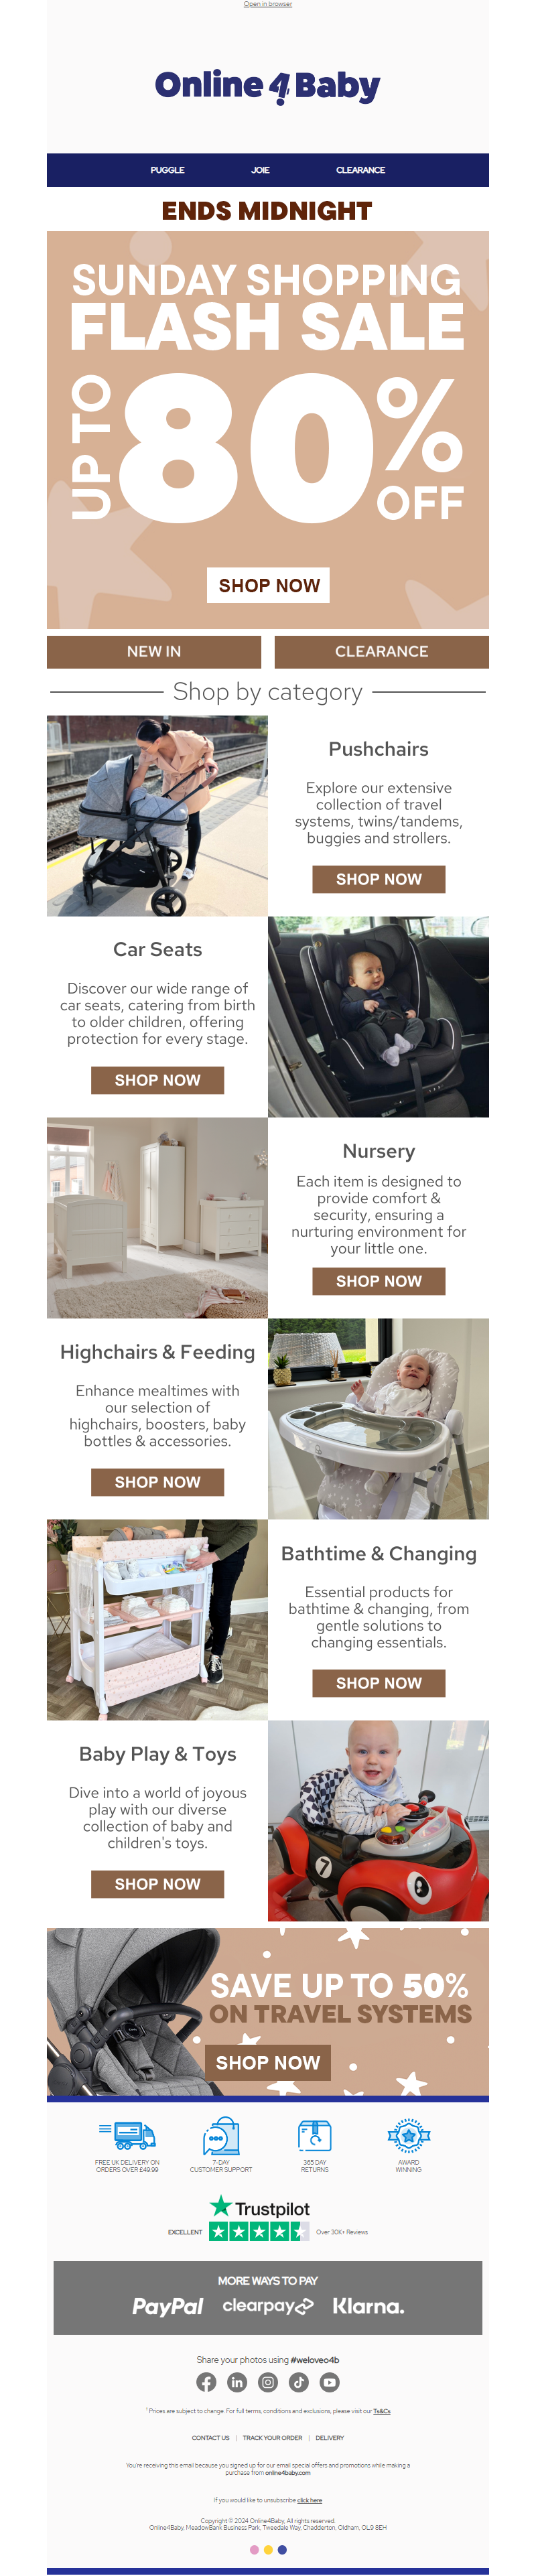 Open in browser
Online4Baby
PUGGLE JOIE CLEARANCE
ENDS MIDNIGHT
SUNDAY SHOPPING
FLASH SALE
UP TO
80%
OFF
SHOP NOW
NEW IN CLEARANCE
Shop by category
Pushchairs
Explore our extensive
collection of travel
systems, twins/tandems,
buggies and strollers.
SHOP NOW
Car Seats
Discover our wide range of
car seats, catering from birth
to older children, offering
protection for every stage.
SHOP NOW
Nursery
Each item is designed to
provide comfort &
security, ensuring a
nurturing environment for
your little one.
SHOP NOW
Highchairs & Feeding
Enhance mealtimes with
our selection of
highchairs, boosters, baby
bottles & accessories.
SHOP NOW
Bathtime & Changing
Essential products for
bathtime & changing, from
gentle solutions to
changing essentials.
SHOP NOW
Baby Play & Toys
Dive into a world of joyous
play with our diverse
collection of baby and
children's toys.
SHOP NOW
7
SAVE UP TO 50%
ON TRAVEL SYSTEMS
SHOP NOW
FREE UK DELIVERY ON
ORDERS OVER £49.99
7-DAY
CUSTOMER SUPPORT
365 DAY
RETURNS
AWARD
WINNING
Trustpilot
EXCELLENT Over 30K+ Reviews
MORE WAYS TO PAY
PayPal clearpay Klarna.
Share your photos using #weloveo4b
¹ Prices are subject to change. For full terms, conditions and exclusions, please visit our Ts&Cs
CONTACT US | TRACK YOUR ORDER | DELIVERY
You're receiving this email because you signed up for our email special offers and promotions while making a
purchase from online4baby.com
If you would like to unsubscribe click here
Copyright © 2024 Online4Baby, All rights reserved.
Online4Baby, MeadowBank Business Park, Tweedale Way, Chadderton, Oldham, OL9 8EH